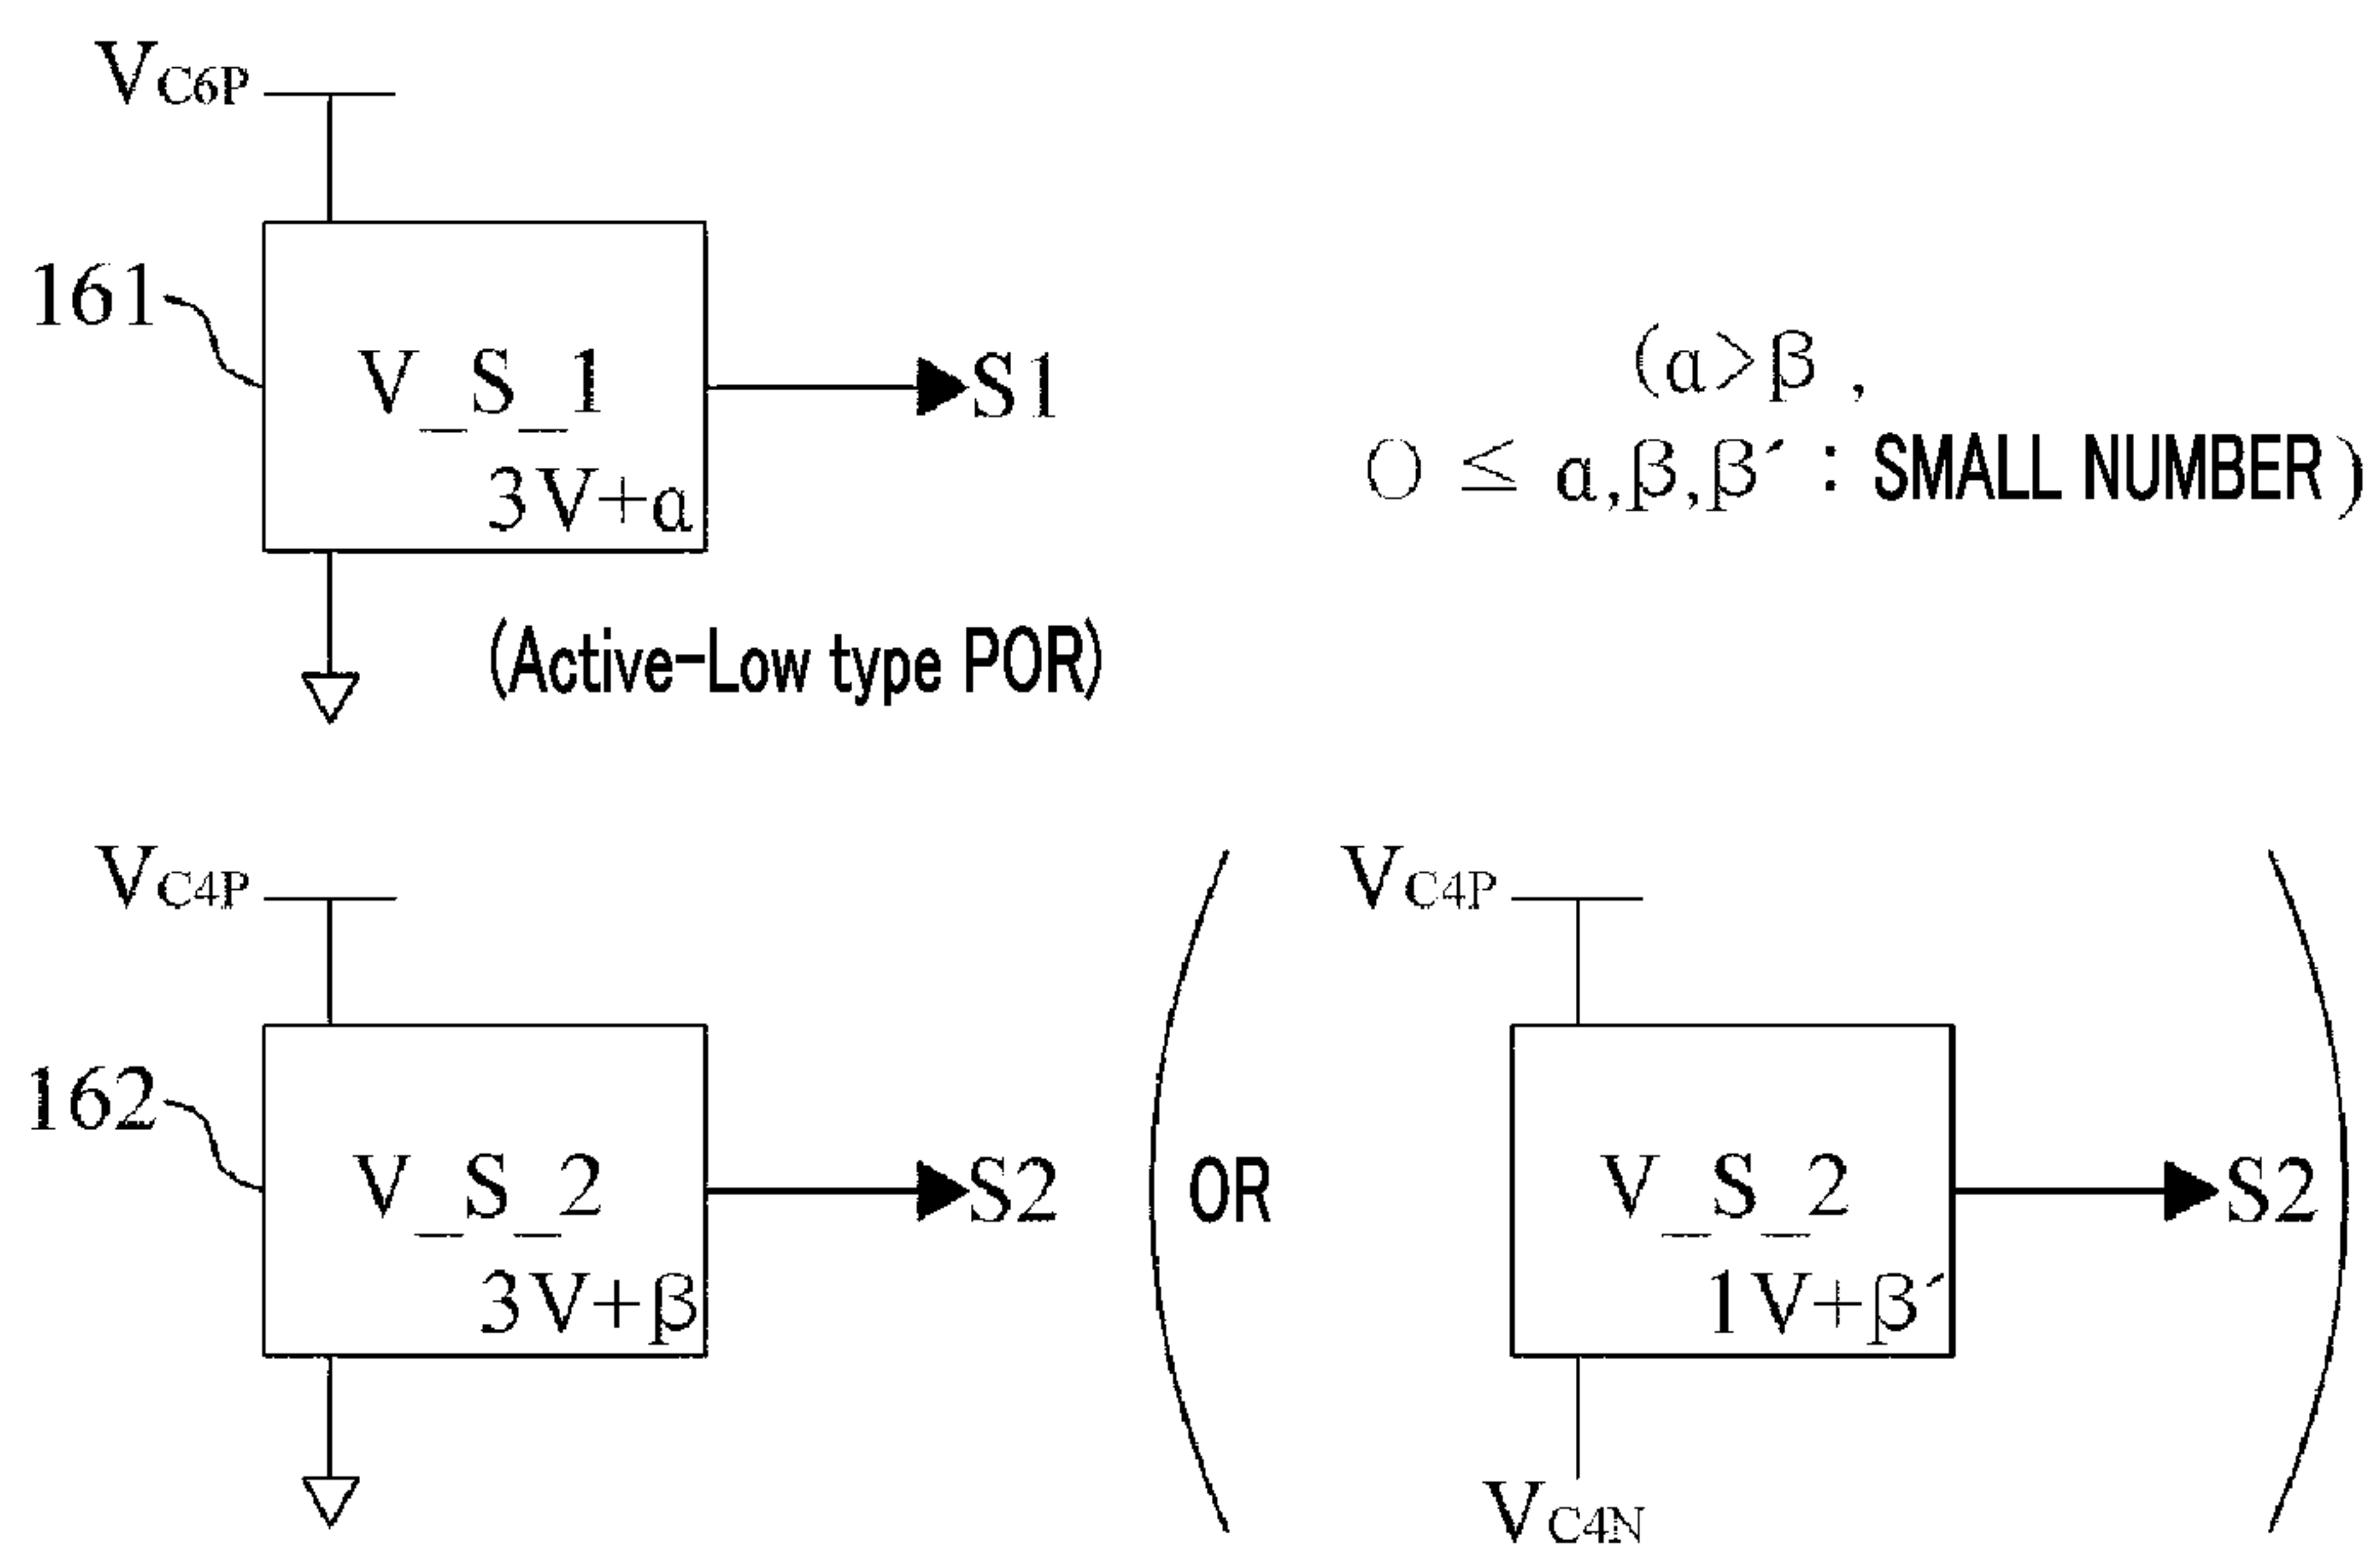 VC6P
161
V_S_1
3V+α
S1
(Active-Low type POR)
(α>β ,
0 ≤ α,β,β´ : SMALL NUMBER)
VC4P
162
V_S_2
3V+β
S2
OR
VC4P
V_S_2
1V+β´
S2
VC4N